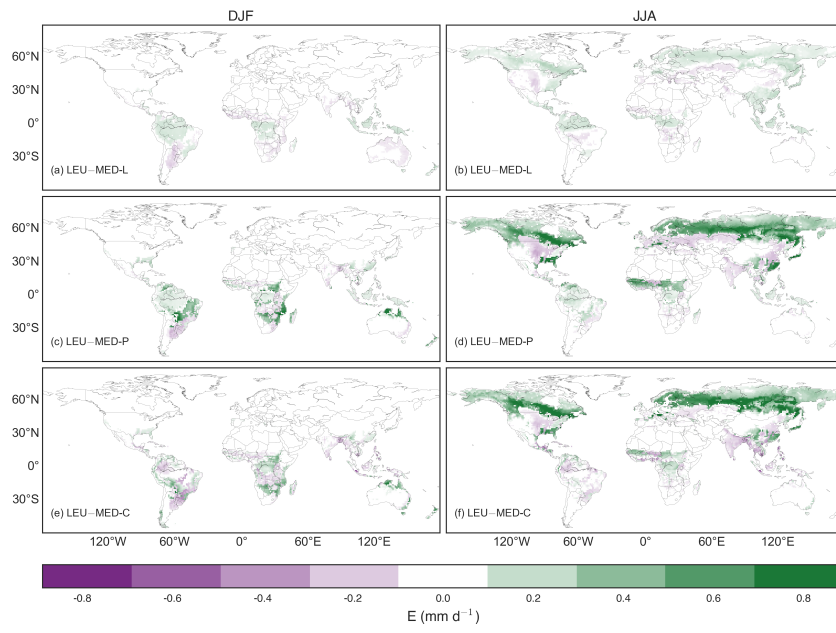 DJF JJA
60°N
30°N
0°
30°S
(a) LEU−MED-L (b) LEU−MED-L
60°N
30°N
0°
30°S
(c) LEU−MED-P (d) LEU−MED-P
60°N
30°N
0°
30°S
(e) LEU−MED-C (f) LEU−MED-C
120°W 60°W 0° 60°E 120°E 120°W 60°W 0° 60°E 120°E
-0.8 -0.6 -0.4 -0.2 0.0 0.2 0.4 0.6 0.8
E (mm d⁻¹)